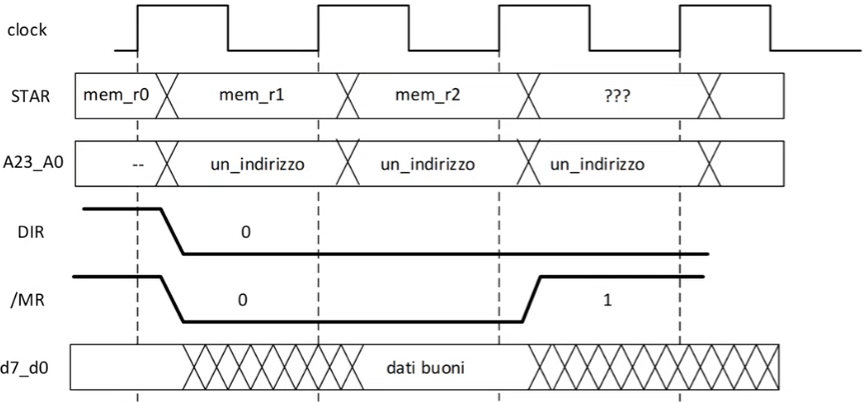 clock
STAR mem_r0 mem_r1 mem_r2 ???
A23_A0 -- un_indirizzo un_indirizzo un_indirizzo
DIR 0
/MR 0 1
d7_d0 dati buoni